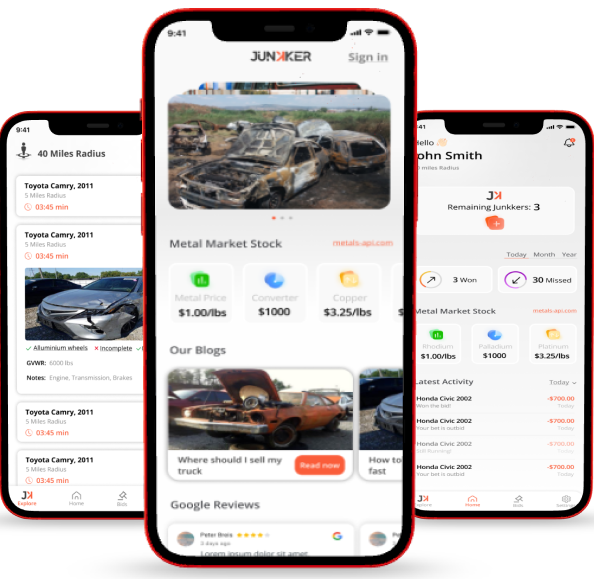 9:41
40 Miles Radius
Toyota Camry, 2011
5 Miles Radius
03:45 min
Toyota Camry, 2011
5 Miles Radius
03:45 min
Alluminium wheels Incomplete
GVWR: 6000 lbs
Notes: Engine, Transmission, Brakes
Toyota Camry, 2011
5 Miles Radius
03:45 min
Toyota Camry, 2011
5 Miles Radius
03:45 min
Explore Home Bids
9:41
JUNKKER
Sign in
Metal Market Stock
metals-api.com
Metal Price Converter Copper
$1.00/lbs $1000 $3.25/lbs $
Our Blogs
Where should I sell my
truck
Read now
How to
fast
Google Reviews
Peter Breis
3 days ago
Lorem ipsum dolor sit amet
:41
Hello
John Smith
miles Radius
JK
Remaining Junkkers: 3
Today Month Year
3 Won 30 Missed
Metal Market Stock
metals-api.com
Rhodium Palladium Platinum
$1.00/lbs $1000 $3.25/lbs
Latest Activity
Today
Honda Civic 2002 -$700.00
Won the bid! Today
Honda Civic 2002 -$700.00
Your bet is outbid Today
Honda Civic 2002 -$700.00
Still Running! Today
Honda Civic 2002 -$700.00
Your bet is outbid Today
Explore Home Bids Settings